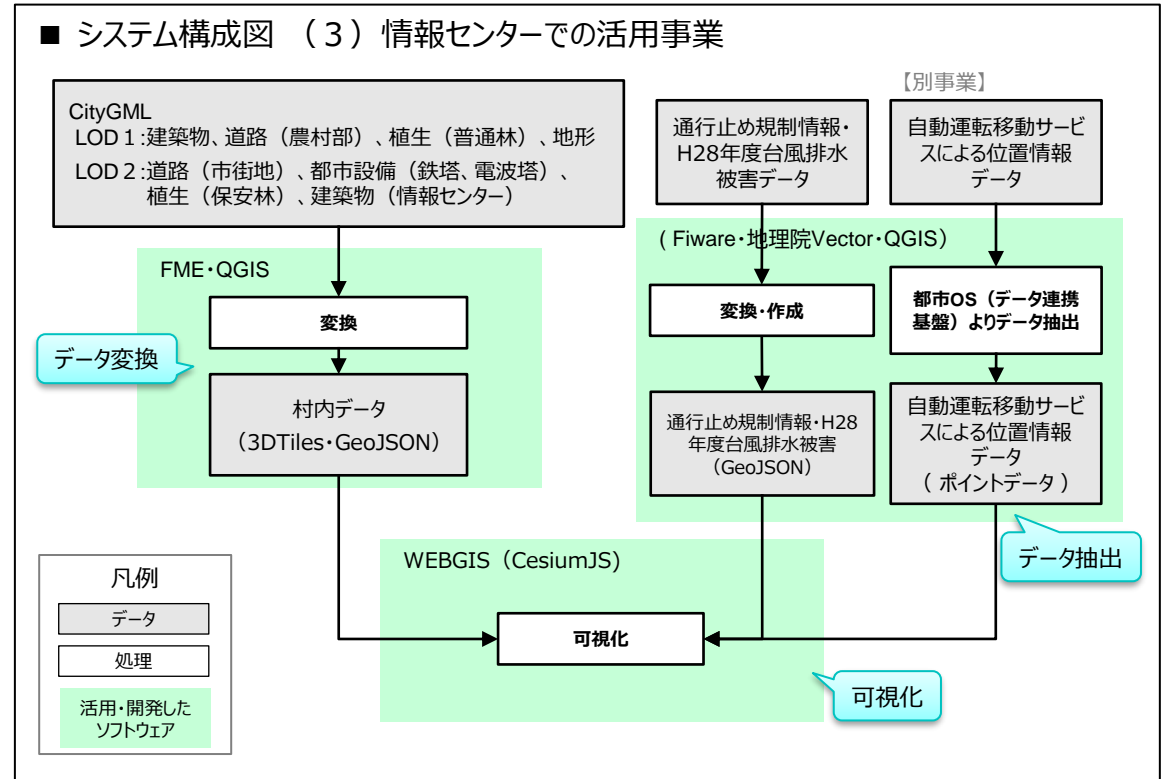 ■ システム構成図 （３）情報センターでの活用事業
【別事業】
CityGML
LOD１:建築物、道路（農村部）、植生（普通林）、地形
LOD２:道路（市街地）、都市設備（鉄塔、電波塔）、
植生（保安林）、建築物（情報センター）
通行止め規制情報・
H28年度台風排水
被害データ
自動運転移動サービ
スによる位置情報
データ
FME・QGIS
変換
データ変換
村内データ
（3DTiles・GeoJSON）
( Fiware・地理院Vector・QGIS）
変換・作成
都市OS（データ連携
基盤）よりデータ抽出
通行止め規制情報・H28
年度台風排水被害
（GeoJSON）
自動運転移動サービ
スによる位置情報
データ
（ ポイントデータ ）
データ抽出
WEBGIS（CesiumJS)
可視化
可視化
凡例
データ
処理
活用・開発した
ソフトウェア